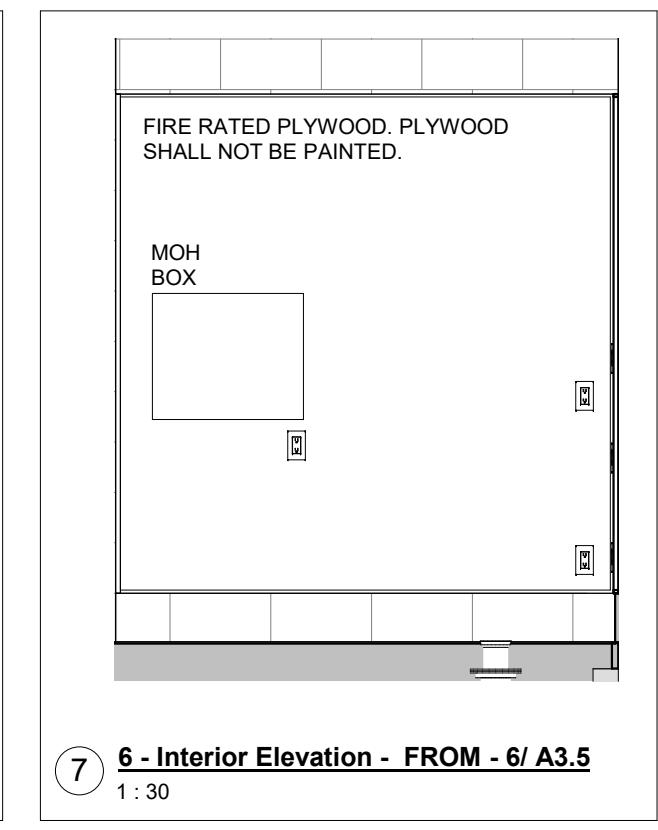 FIRE RATED PLYWOOD. PLYWOOD
SHALL NOT BE PAINTED.
MOH
BOX
7
6 - Interior Elevation - FROM - 6/ A3.5
1 : 30